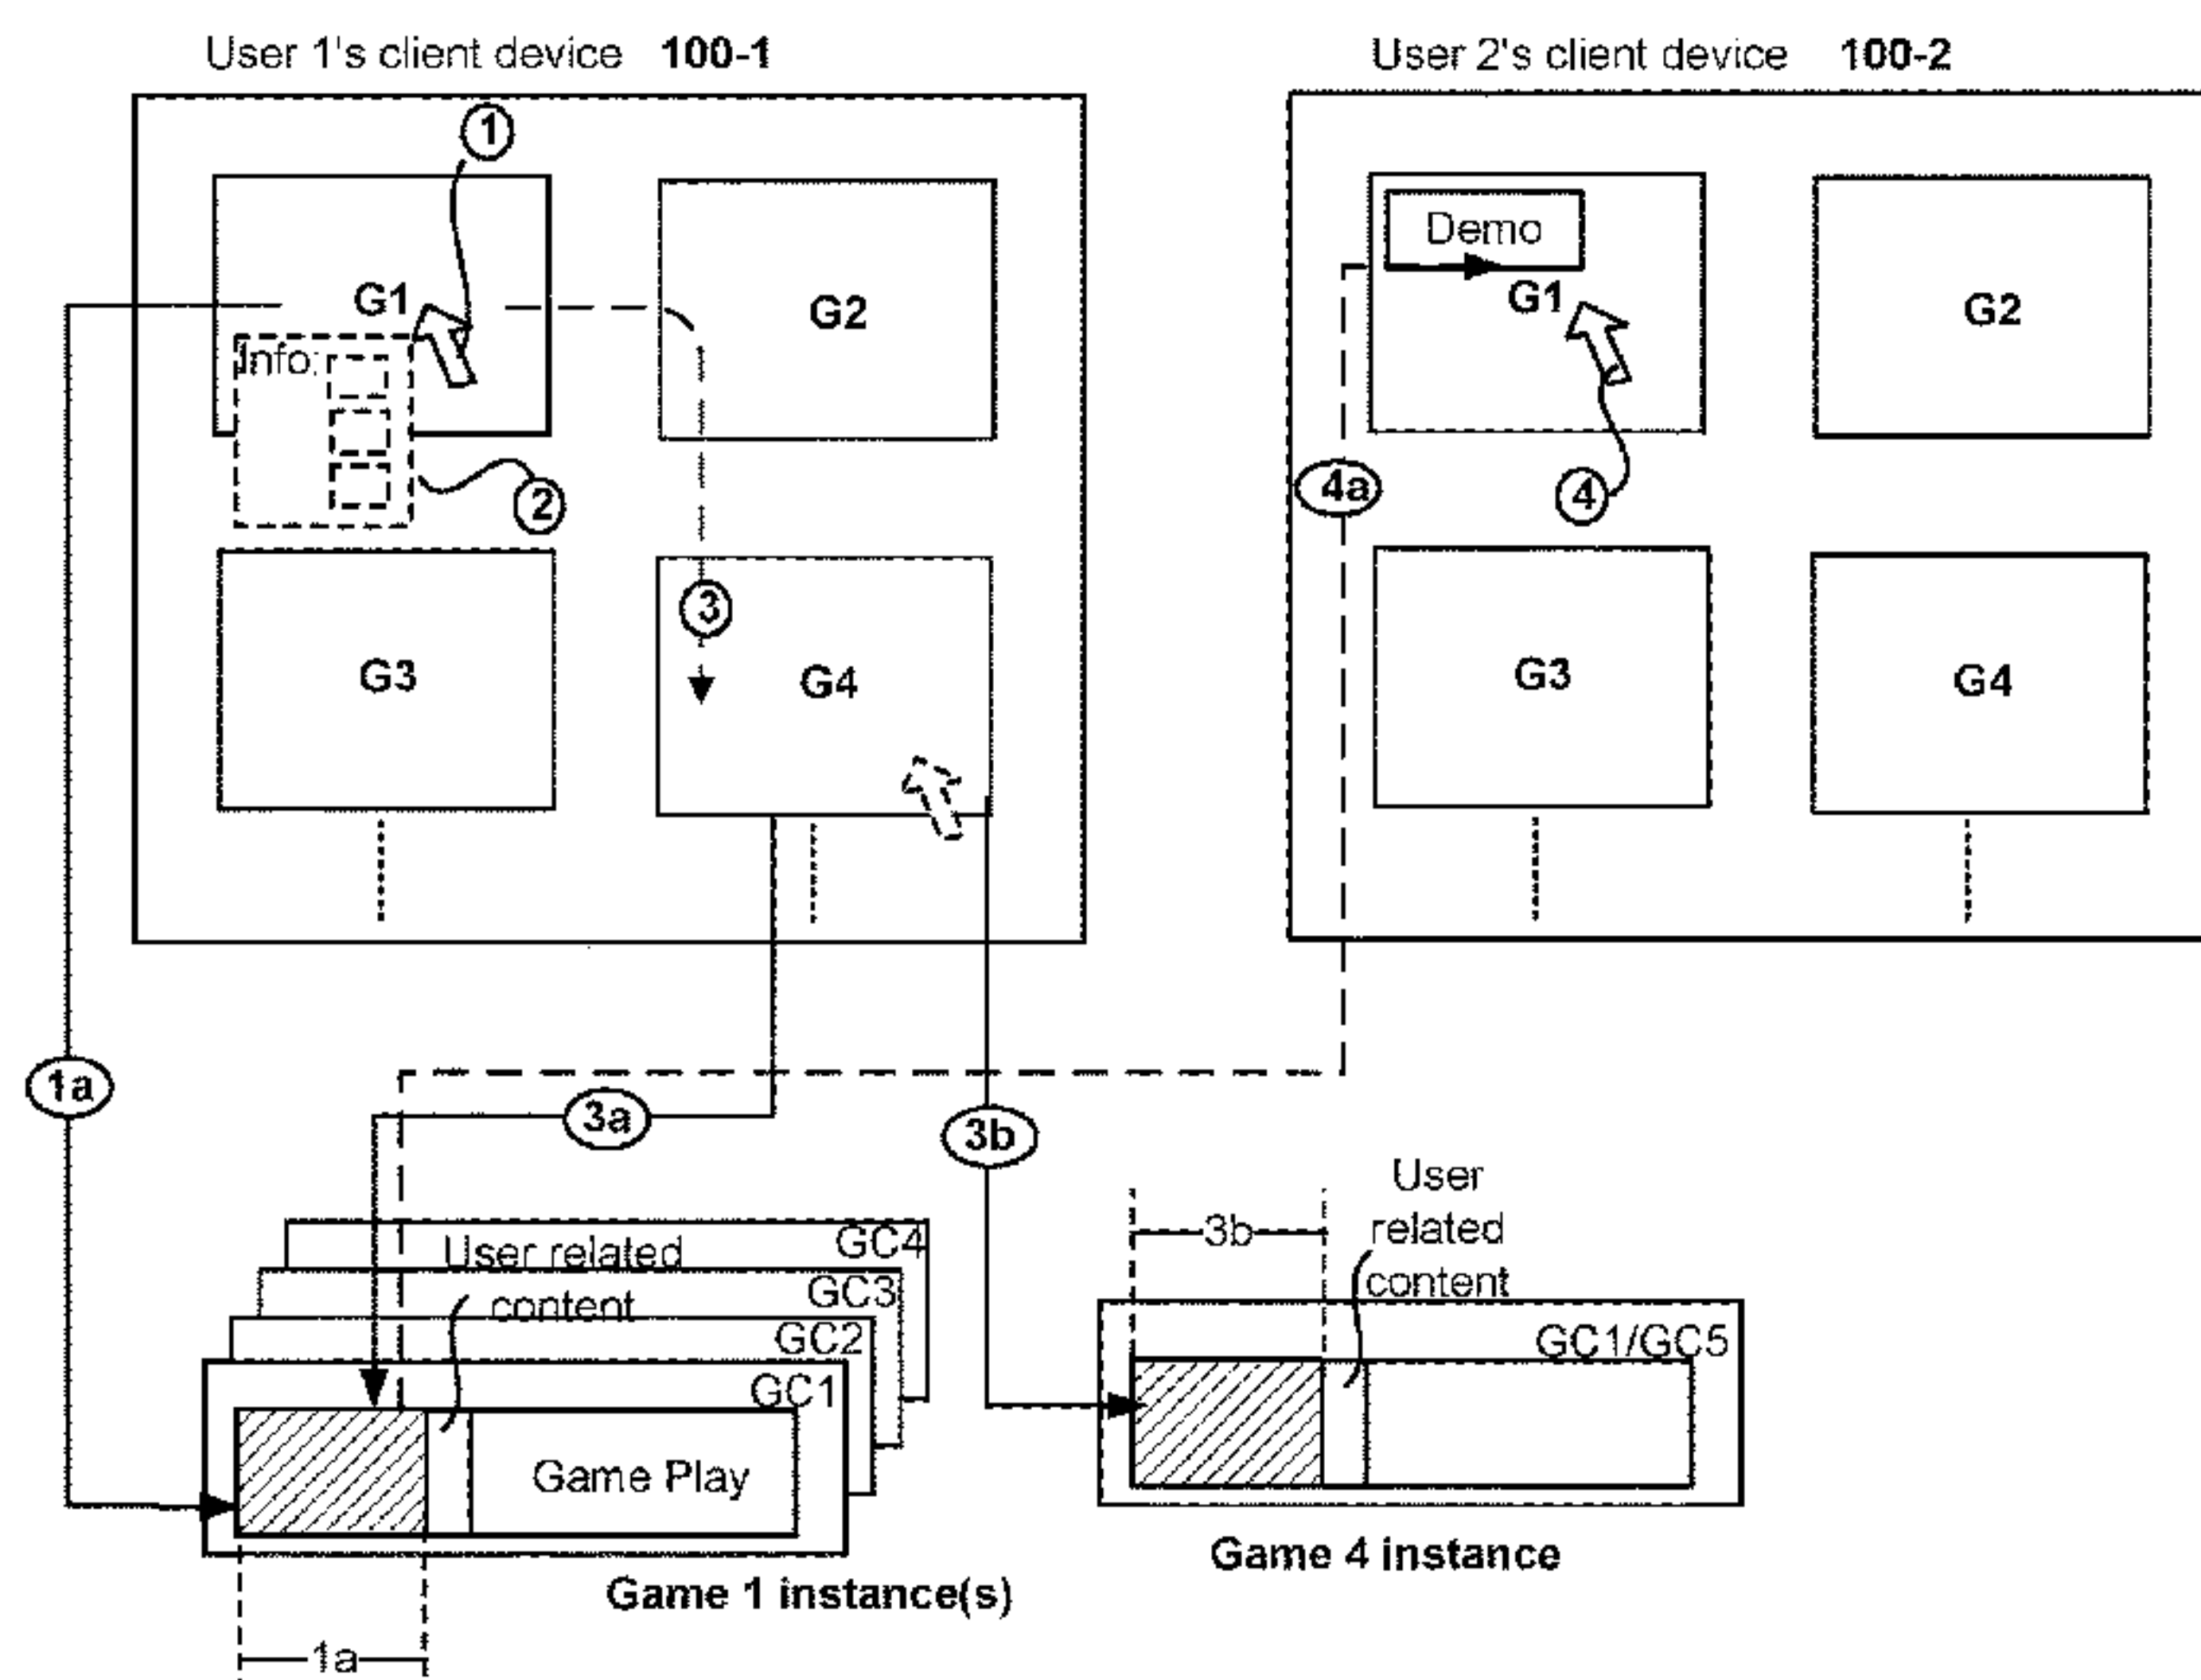 User 1's client device 100-1
User 2's client device 100-2
1
Demo
G1
G2
G1
G2
Info:
2
4a
4
3
G3
G4
G3
G4
1a
3a
3b
User
related
content
3b
GC4
User related
GC3
content
GC2
GC1/GC5
GC1
Game Play
Game 4 instance
Game 1 instance(s)
1a